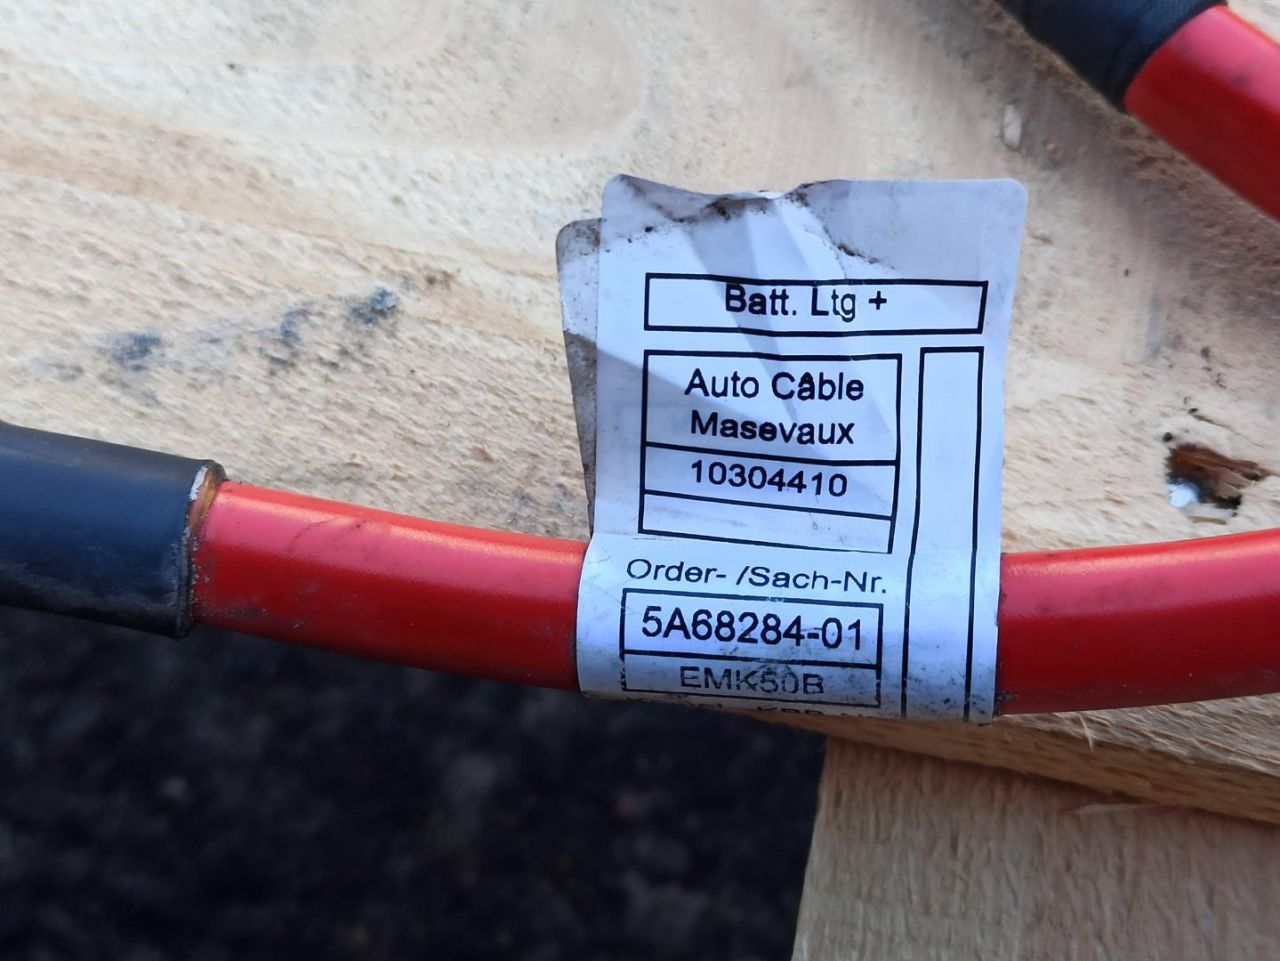 Batt. Ltg +
Auto Câble
Masevaux
10304410
Order- /Sach-Nr.
5A68284-01
EMK50B